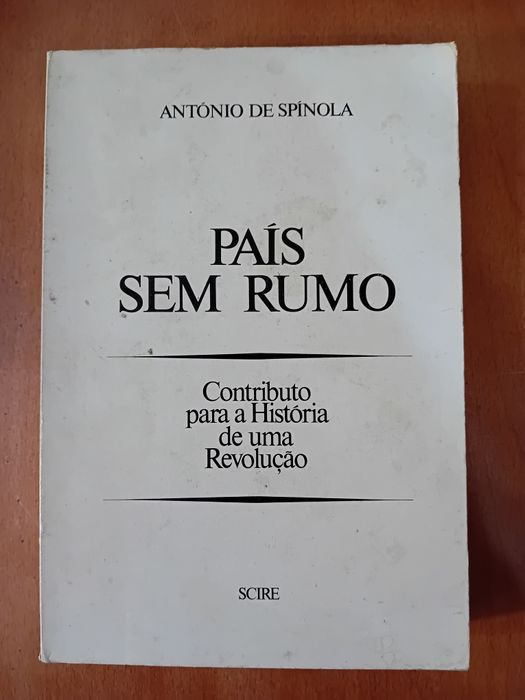 ANTÓNIO DE SPÍNOLA
PAÍS
SEM RUMO
Contributo
para a História
de uma
Revolução
SCIRE